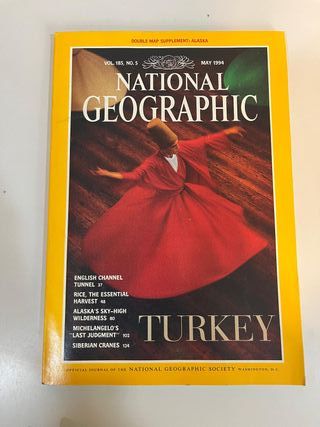 DOUBLE MAP SUPPLEMENT: ALASKA
VOL. 185, NO. 5
MAY 1994
NATIONAL
GEOGRAPHIC
ENGLISH CHANNEL
TUNNEL 37
RICE, THE ESSENTIAL
HARVEST 48
ALASKA'S SKY-HIGH
WILDERNESS 80
MICHELANGELO'S
"LAST JUDGMENT" 102
SIBERIAN CRANES 124
TURKEY
OFFICIAL JOURNAL OF THE NATIONAL GEOGRAPHIC SOCIETY WASHINGTON, D.C.